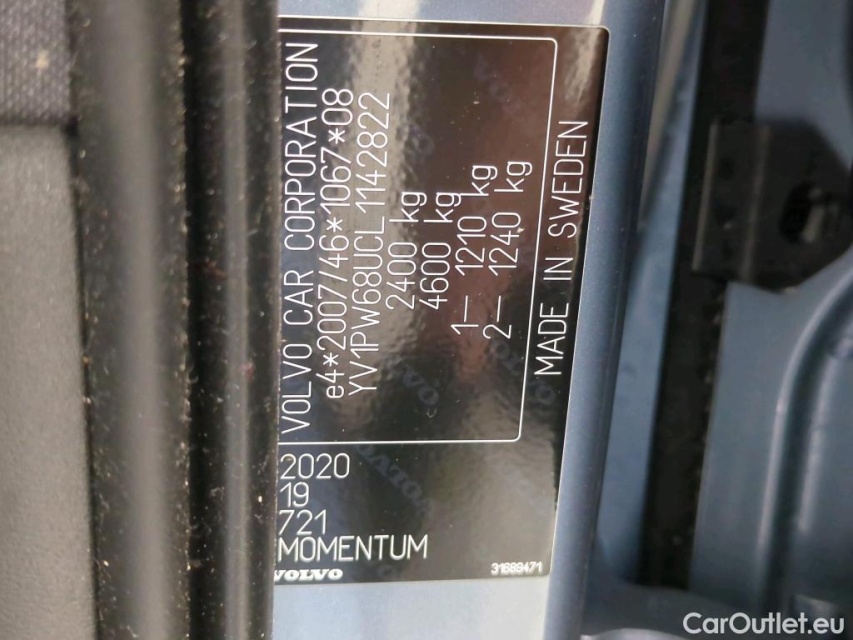 VOLVO CAR CORPORATION
e4*2007/46*1067*08
YV1PW68UCL1142822
2400 kg
4600 kg
1— 1210 kg
2— 1240 kg
MADE IN SWEDEN
2020
19
721
MOMENTUM
VOLVO
31689471
CarOutlet.eu